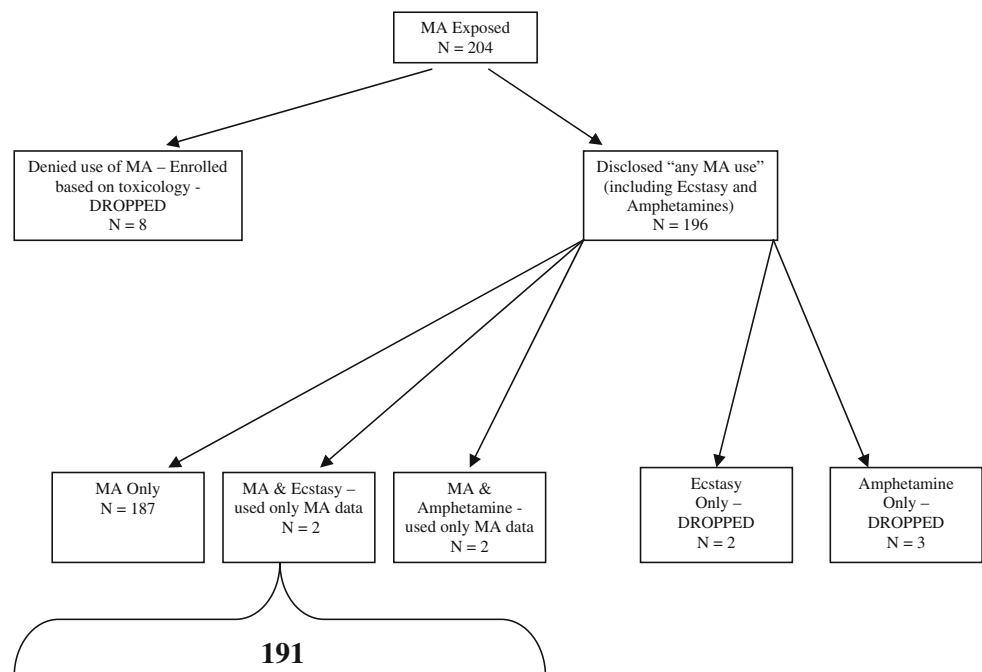 MA Exposed
N = 204
Denied use of MA – Enrolled
based on toxicology -
DROPPED
N = 8
Disclosed “any MA use”
(including Ecstasy and
Amphetamines)
N = 196
MA Only
N = 187
MA & Ecstasy –
used only MA data
N = 2
MA &
Amphetamine -
used only MA data
N = 2
Ecstasy
Only –
DROPPED
N = 2
Amphetamine
Only –
DROPPED
N = 3
191